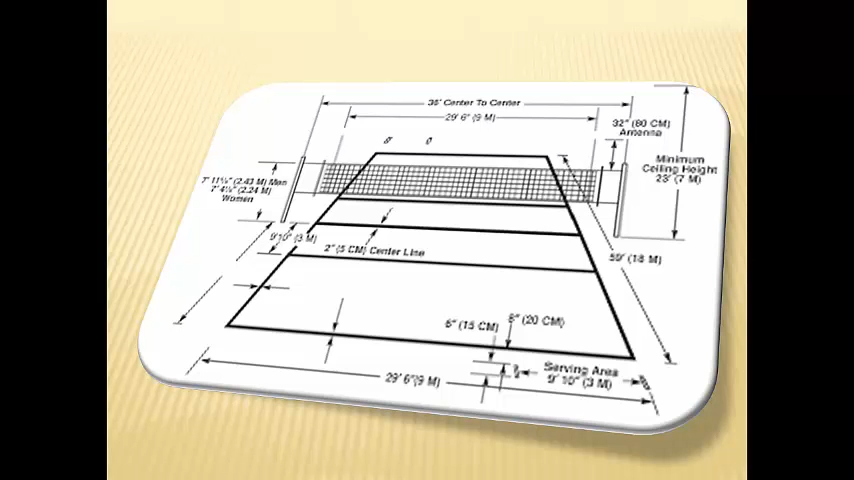 36' Center To Center
29' 6" (9 M)
32" (80 CM)
Antenna
Minimum
Ceiling Height
23' (7 M)
7' 11⅝" (2.43 M) Men
7' 4⅛" (2.24 M)
Women
9'10" (3 M)
2" (5 CM) Center Line
59' (18 M)
6" (15 CM)
8" (20 CM)
Serving Area
9' 10" (3 M)
29' 6"(9 M)